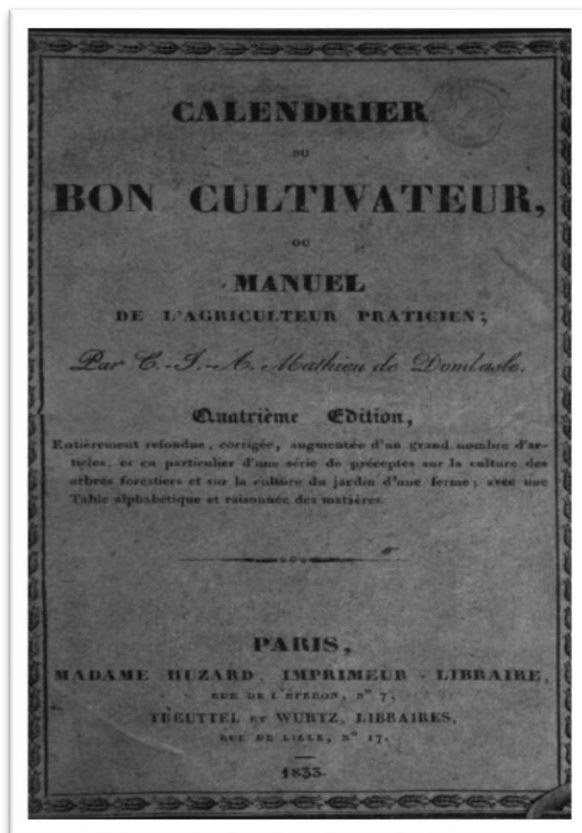 CALENDRIER
DU
BON CULTIVATEUR,
OU
MANUEL
DE L'AGRICULTEUR PRATICIEN;
Par C.-J.-A. Mathieu de Dombasle.
Quatrième Edition,
Entièrement refondue, corrigée, augmentée d'un grand nombre d'ar-
ticles, et en particulier d'une série de préceptes sur la culture des
arbres forestiers et sur la culture du jardin d'une ferme; avec une
Table alphabétique et raisonnée des matières.
PARIS,
MADAME HUZARD, IMPRIMEUR-LIBRAIRE,
RUE DE L'ÉPERON, N° 7.
TREUTTEL ET WURTZ, LIBRAIRES,
RUE DE LILLE, N° 17.
1833.